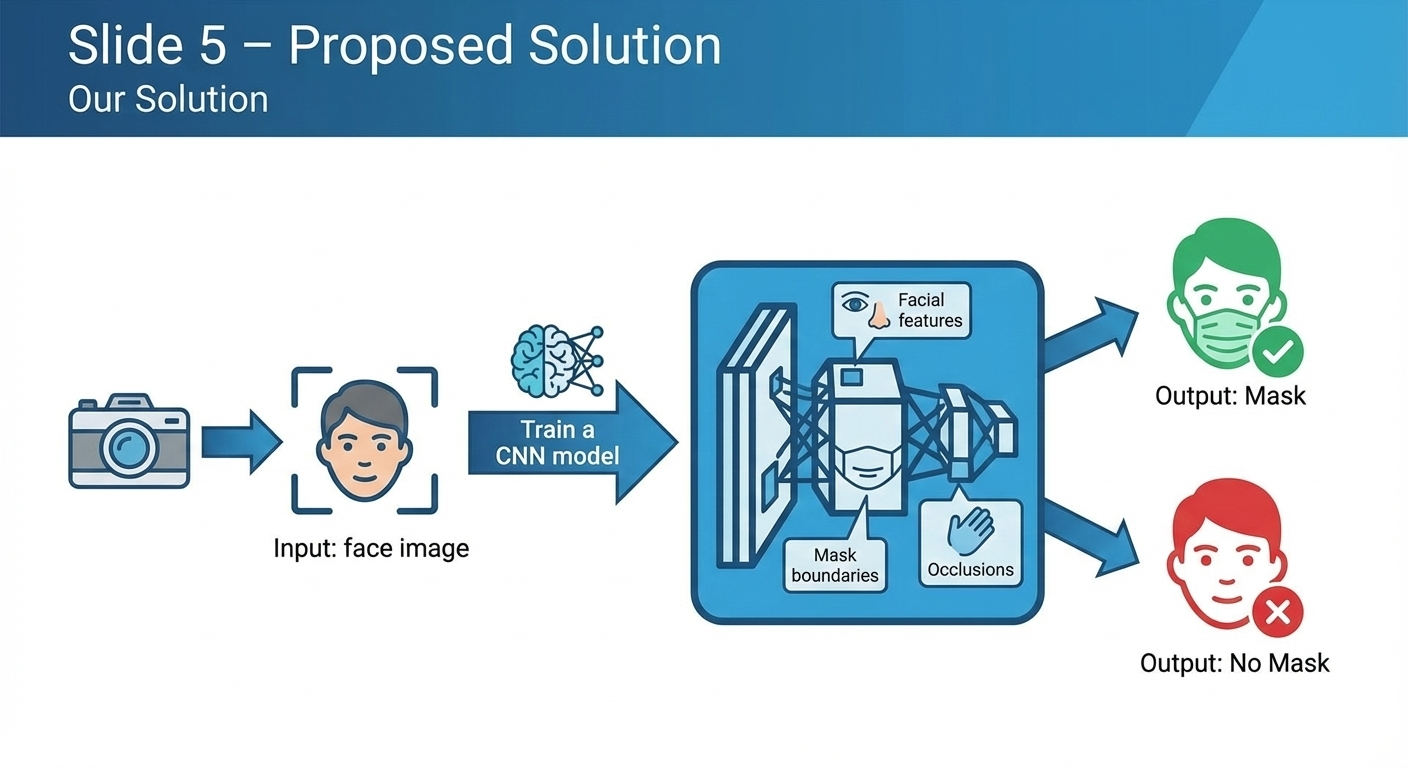 Slide 5 – Proposed Solution
Our Solution
Input: face image
Train a
CNN model
Facial
features
Mask
boundaries
Occlusions
Output: Mask
Output: No Mask